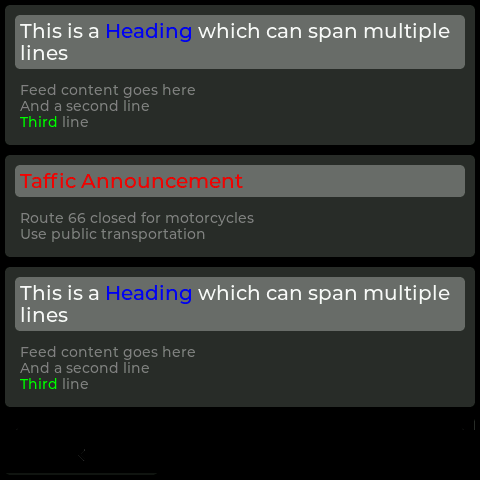 This is a Heading which can span multiple
lines
Feed content goes here
And a second line
Third line
Taffic Announcement
Route 66 closed for motorcycles
Use public transportation
This is a Heading which can span multiple
lines
Feed content goes here
And a second line
Third line